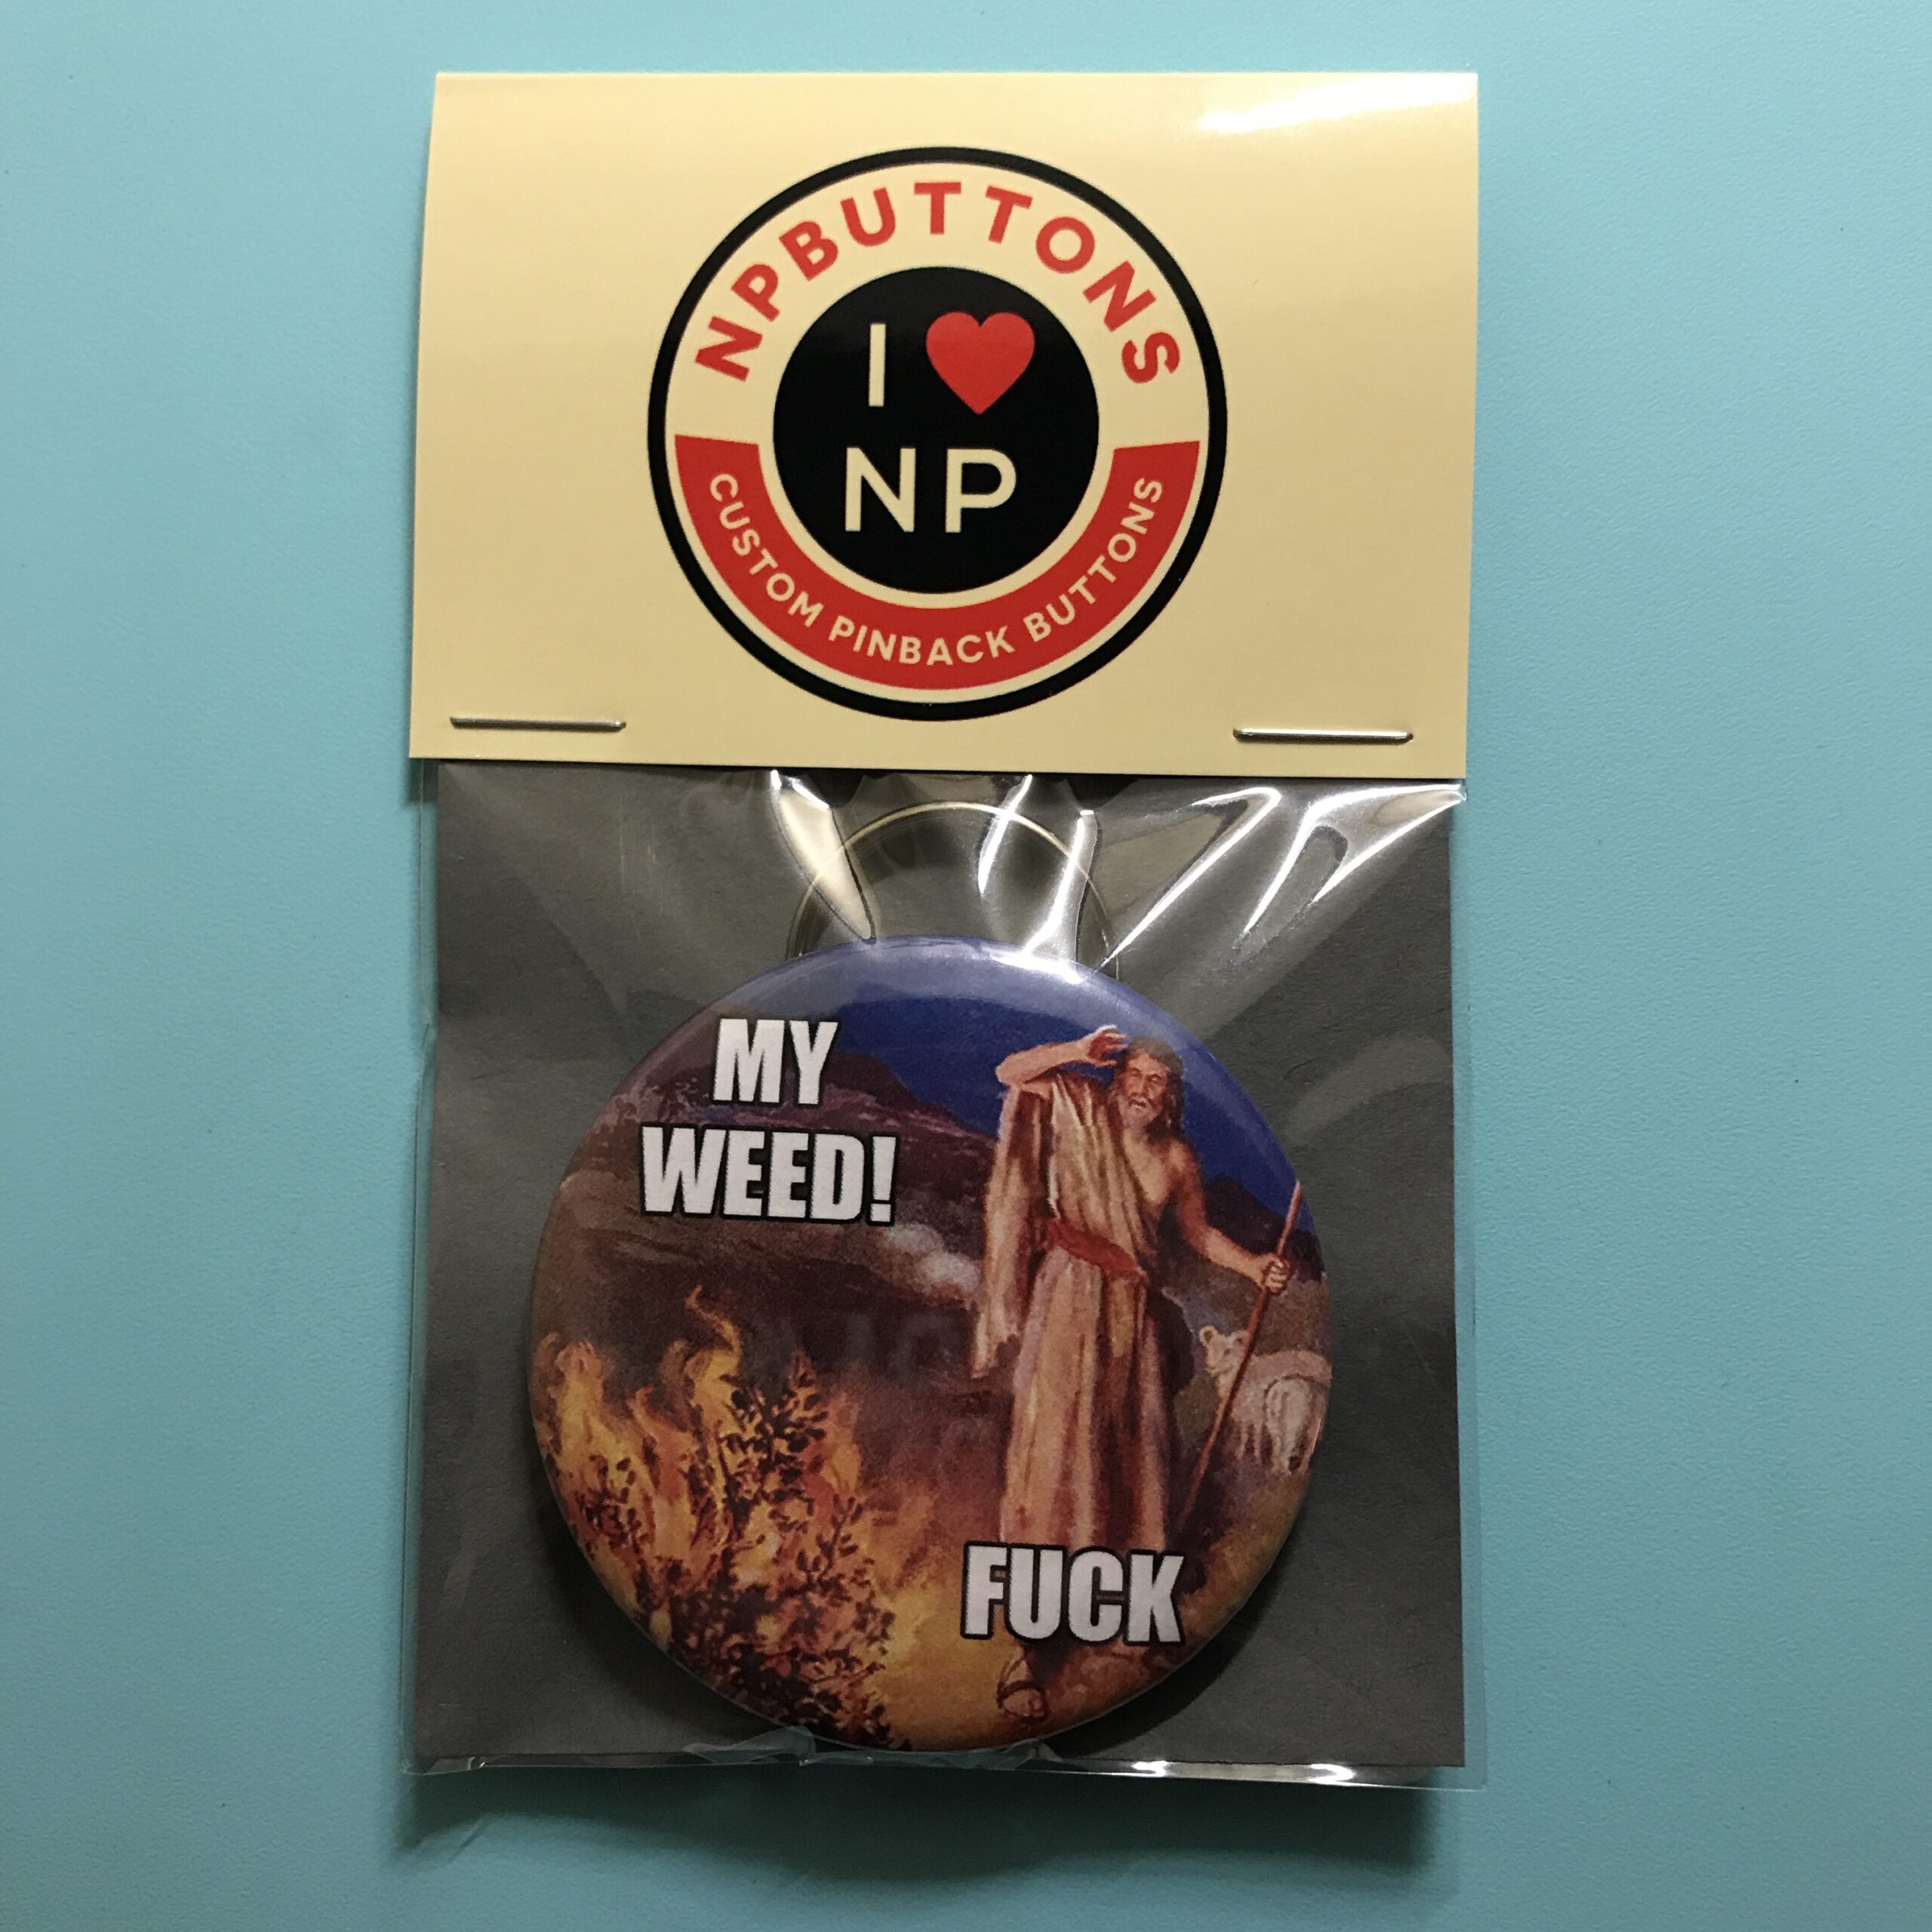 NPBUTTONS
I ❤ NP
CUSTOM PINBACK BUTTONS
MY
WEED!
FUCK